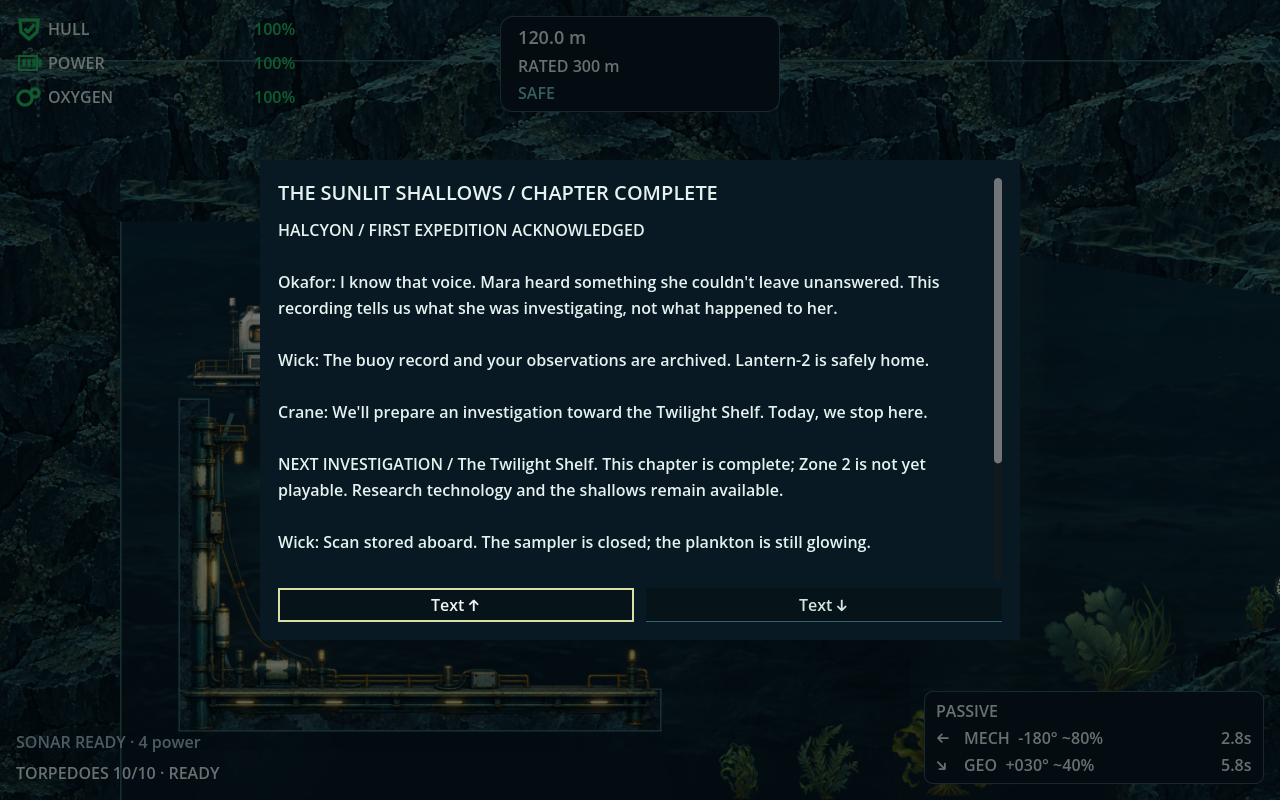 HULL 100%
POWER 100%
OXYGEN 100%
120.0 m
RATED 300 m
SAFE
THE SUNLIT SHALLOWS / CHAPTER COMPLETE
HALCYON / FIRST EXPEDITION ACKNOWLEDGED
Okafor: I know that voice. Mara heard something she couldn't leave unanswered. This
recording tells us what she was investigating, not what happened to her.
Wick: The buoy record and your observations are archived. Lantern-2 is safely home.
Crane: We'll prepare an investigation toward the Twilight Shelf. Today, we stop here.
NEXT INVESTIGATION / The Twilight Shelf. This chapter is complete; Zone 2 is not yet
playable. Research technology and the shallows remain available.
Wick: Scan stored aboard. The sampler is closed; the plankton is still glowing.
Text ↑
Text ↓
SONAR READY · 4 power
TORPEDOES 10/10 · READY
PASSIVE
← MECH -180° ~80% 2.8s
↘ GEO +030° ~40% 5.8s